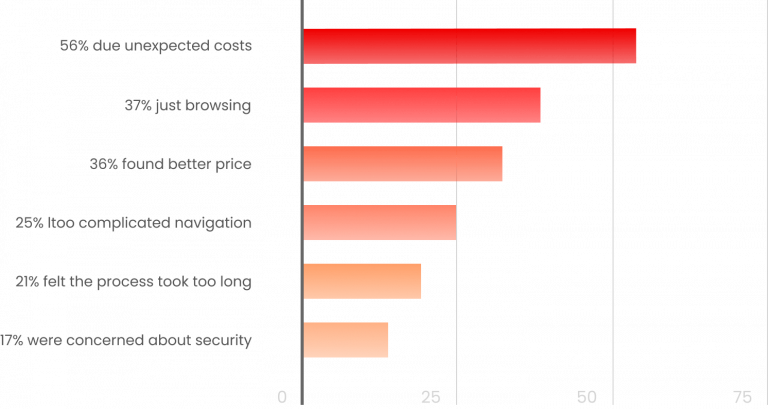 56% due unexpected costs
37% just browsing
36% found better price
25% ltoo complicated navigation
21% felt the process took too long
17% were concerned about security
0 25 50 75